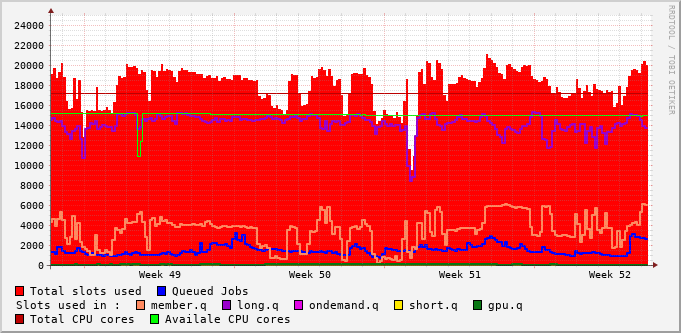 RRDTOOL / TOBI OETIKER
24000
22000
20000
18000
16000
14000
12000
10000
8000
6000
4000
2000
0
Week 49 Week 50 Week 51 Week 52
Total slots used Queued Jobs
Slots used in : member.q long.q ondemand.q short.q gpu.q
Total CPU cores Availale CPU cores